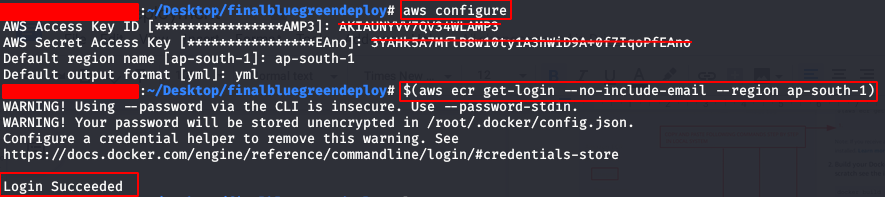 :~/Desktop/finalbluegreendeploy# aws configure
AWS Access Key ID [****************AMP3]:
AWS Secret Access Key [****************EAno]:
Default region name [ap-south-1]: ap-south-1
Default output format [yml]: yml
:~/Desktop/finalbluegreendeploy# $(aws ecr get-login --no-include-email --region ap-south-1)
WARNING! Using --password via the CLI is insecure. Use --password-stdin.
WARNING! Your password will be stored unencrypted in /root/.docker/config.json.
Configure a credential helper to remove this warning. See
https://docs.docker.com/engine/reference/commandline/login/#credentials-store
Login Succeeded